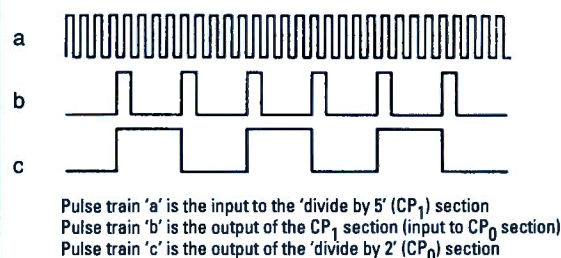 a
b
c
Pulse train 'a' is the input to the 'divide by 5' (CP₁) section
Pulse train 'b' is the output of the CP₁ section (input to CP₀ section)
Pulse train 'c' is the output of the 'divide by 2' (CP₀) section